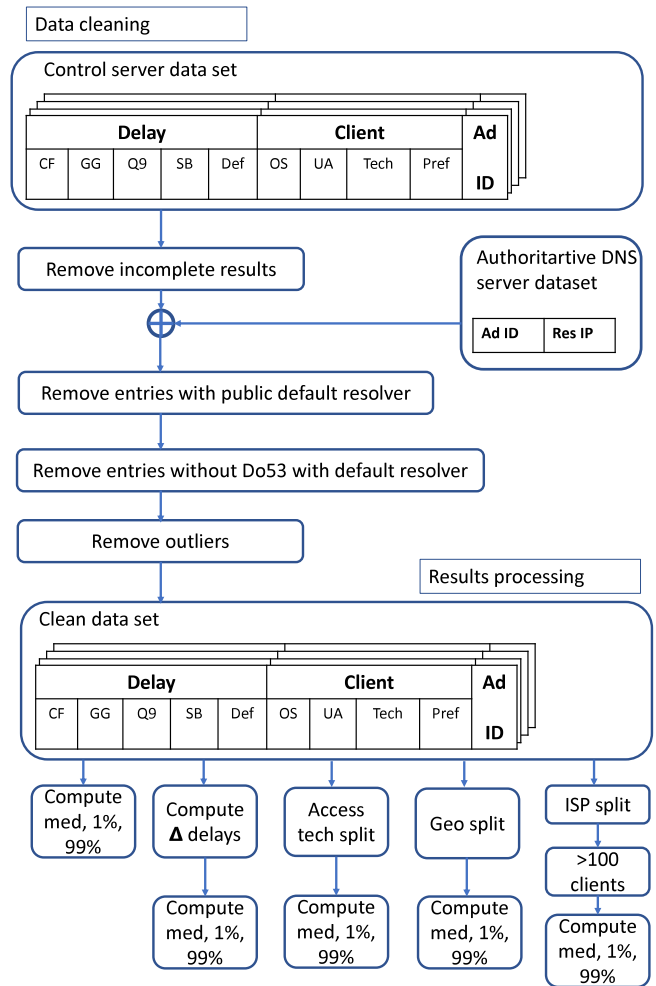 Data cleaning
Control server data set
Delay Client Ad
CF GG Q9 SB Def OS UA Tech Pref ID
Remove incomplete results
Authoritartive DNS
server dataset
Ad ID Res IP
Remove entries with public default resolver
Remove entries without Do53 with default resolver
Remove outliers
Results processing
Clean data set
Delay Client Ad
CF GG Q9 SB Def OS UA Tech Pref ID
Compute
med, 1%,
99%
Compute
Δ delays
Access
tech split
Geo split
ISP split
>100
clients
Compute
med, 1%,
99%
Compute
med, 1%,
99%
Compute
med, 1%,
99%
Compute
med, 1%,
99%